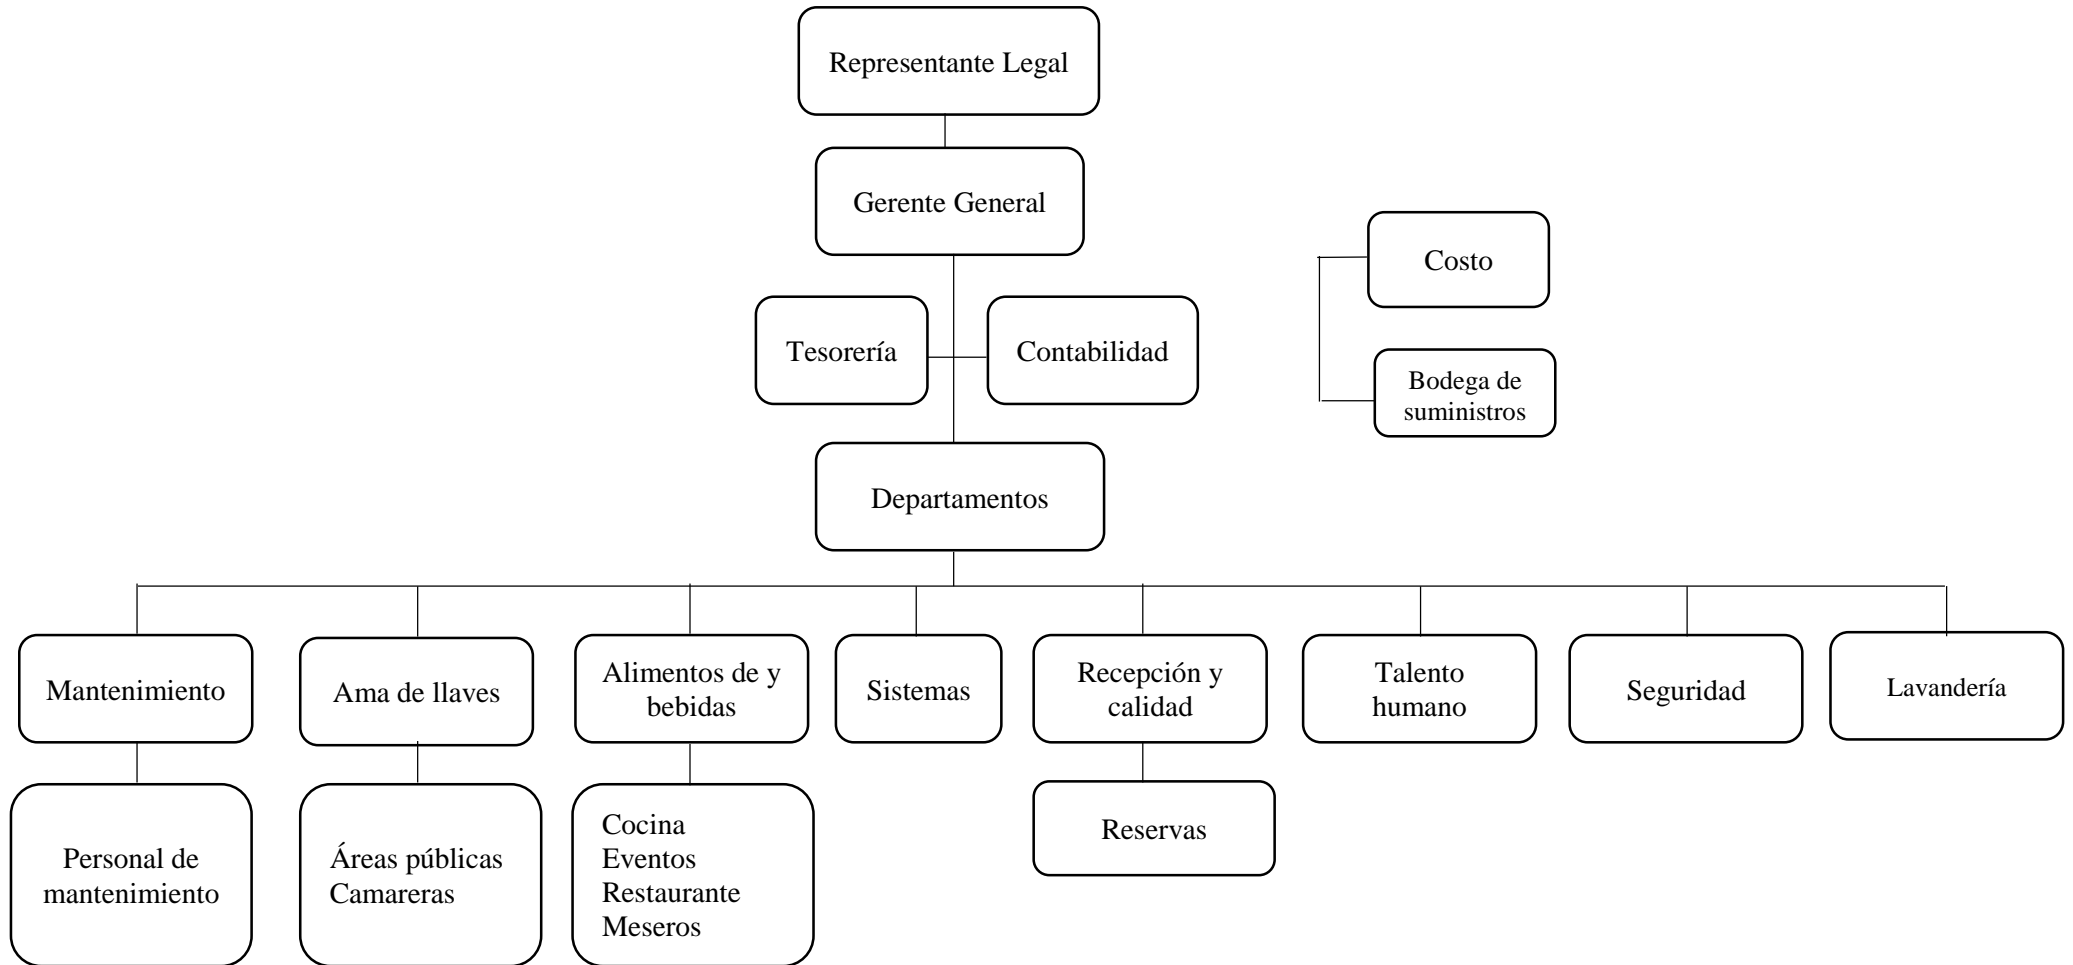 Representante Legal
Gerente General
Costo
Tesorería
Contabilidad
Bodega de
suministros
Departamentos
Mantenimiento
Ama de llaves
Alimentos de y
bebidas
Sistemas
Recepción y
calidad
Talento
humano
Seguridad
Lavandería
Personal de
mantenimiento
Áreas públicas
Camareras
Cocina
Eventos
Restaurante
Meseros
Reservas